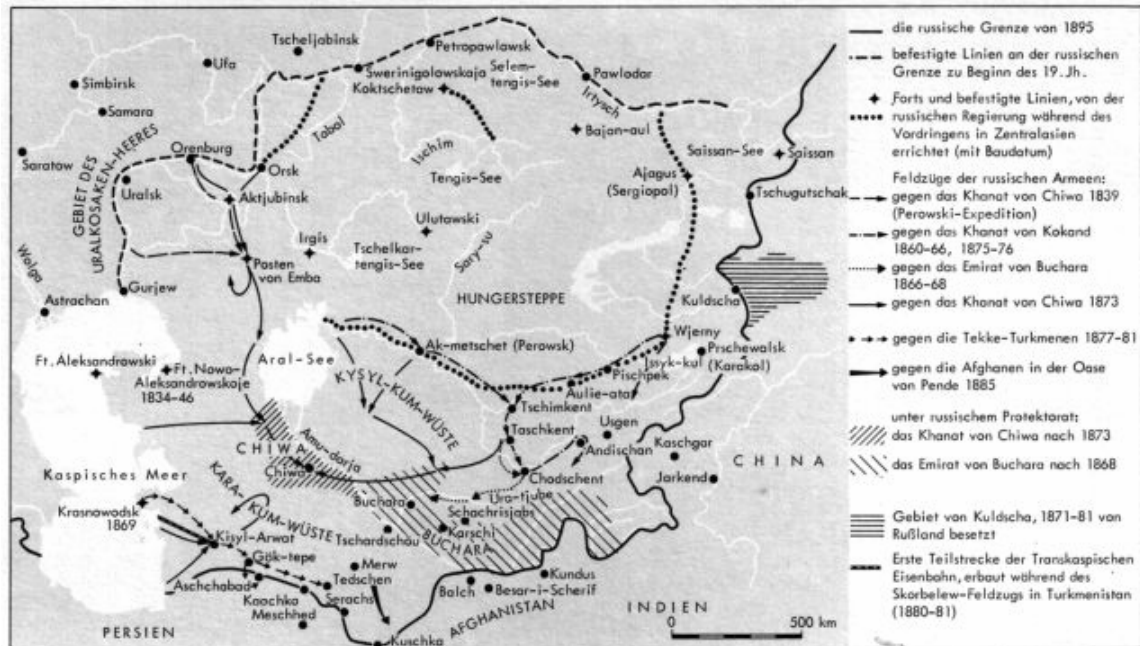 Tscheljabinsk
Petropawlowsk
Ufa
Swerinigolowskaja
Koktschetaw
Selem-
tengis-See
Pawlodar
Simbirsk
Samara
Irtysch
Tobal
Bajan-aul
Saratow
Orenburg
Orsk
Ischim
Saissan-See
Saissan
GEBIET DES
URALKOSAKEN-HEERES
Uralsk
Tengis-See
Ajagus
(Sergiopol)
Aktjubinsk
Tschugutschak
Ulutawski
Irgis
Tschelkar-
tengis-See
Sary-su
Wolga
Posten
von Emba
Gurjew
HUNGERSTEPPE
Kuldscha
Astrachan
Wjerny
Ak-metschet (Perowsk)
Aral-See
Prschewalsk
(Karakol)
Issyk-kul
Ft. Aleksandrowski
Ft. Nowo-
Aleksandrowskoje
1834-46
Pischpek
Aulie-ata
KYSYL-KUM-WÜSTE
Tschimkent
Taschkent
Usgen
Andischan
Kaschgar
CHINA
CHIWA
Amu-darja
Chiwa
Jarkend
Kaspisches Meer
Chodschent
Ura-tjube
Buchara
Schachrisjabs
KARA-
KUM-WÜSTE
Krasnowodsk
1869
Karschi
BUCHARA
Tschardschou
Kisyl-Arwat
Gök-tepe
Merw
Kundus
Aschchabad
Tedschen
Balch
Besar-i-Scherif
Kaachka
Serachs
Meschhed
AFGHANISTAN
INDIEN
PERSIEN
Kuschka
0 500 km
die russische Grenze von 1895
befestigte Linien an der russischen
Grenze zu Beginn des 19. Jh.
Forts und befestigte Linien, von der
russischen Regierung während des
Vordringens in Zentralasien
errichtet (mit Baudatum)
Feldzüge der russischen Armeen:
gegen das Khanat von Chiwa 1839
(Perowski-Expedition)
gegen das Khanat von Kokand
1860-66, 1875-76
gegen das Emirat von Buchara
1866-68
gegen das Khanat von Chiwa 1873
gegen die Tekke-Turkmenen 1877-81
gegen die Afghanen in der Oase
von Pende 1885
unter russischem Protektorat:
das Khanat von Chiwa nach 1873
das Emirat von Buchara nach 1868
Gebiet von Kuldscha, 1871-81 von
Rußland besetzt
Erste Teilstrecke der Transkaspischen
Eisenbahn, erbaut während des
Skorbelew-Feldzugs in Turkmenistan
(1880-81)